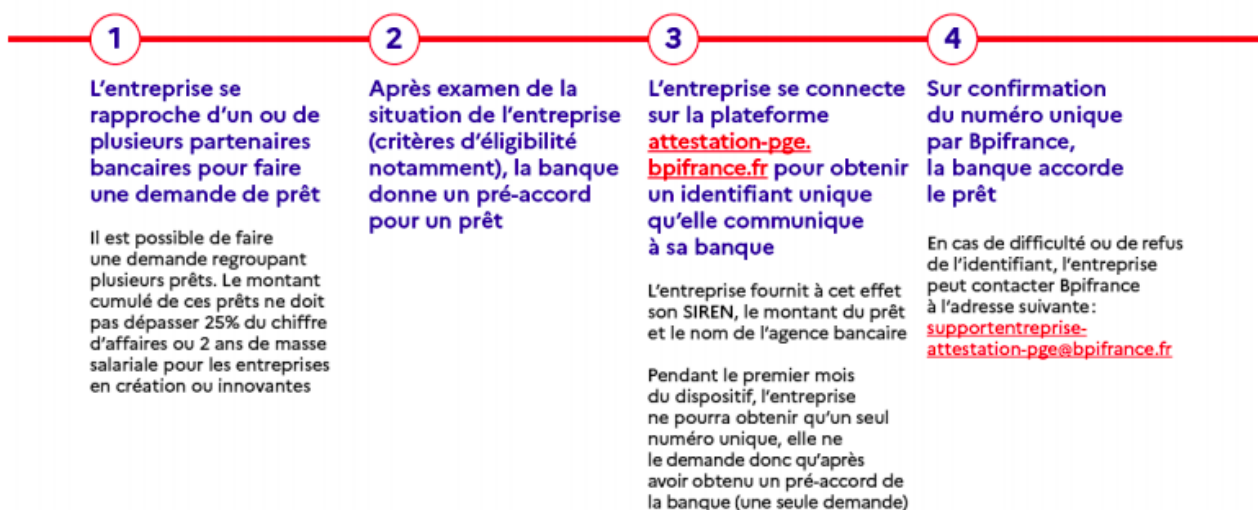 1
L'entreprise se
rapproche d'un ou de
plusieurs partenaires
bancaires pour faire
une demande de prêt
Il est possible de faire
une demande regroupant
plusieurs prêts. Le montant
cumulé de ces prêts ne doit
pas dépasser 25% du chiffre
d'affaires ou 2 ans de masse
salariale pour les entreprises
en création ou innovantes
2
Après examen de la
situation de l'entreprise
(critères d'éligibilité
notamment), la banque
donne un pré-accord
pour un prêt
3
L'entreprise se connecte
sur la plateforme
attestation-pge.
bpifrance.fr pour obtenir
un identifiant unique
qu'elle communique
à sa banque
L'entreprise fournit à cet effet
son SIREN, le montant du prêt
et le nom de l'agence bancaire
Pendant le premier mois
du dispositif, l'entreprise
ne pourra obtenir qu'un seul
numéro unique, elle ne
le demande donc qu'après
avoir obtenu un pré-accord de
la banque (une seule demande)
4
Sur confirmation
du numéro unique
par Bpifrance,
la banque accorde
le prêt
En cas de difficulté ou de refus
de l'identifiant, l'entreprise
peut contacter Bpifrance
à l'adresse suivante:
supportentreprise-
attestation-pge@bpifrance.fr